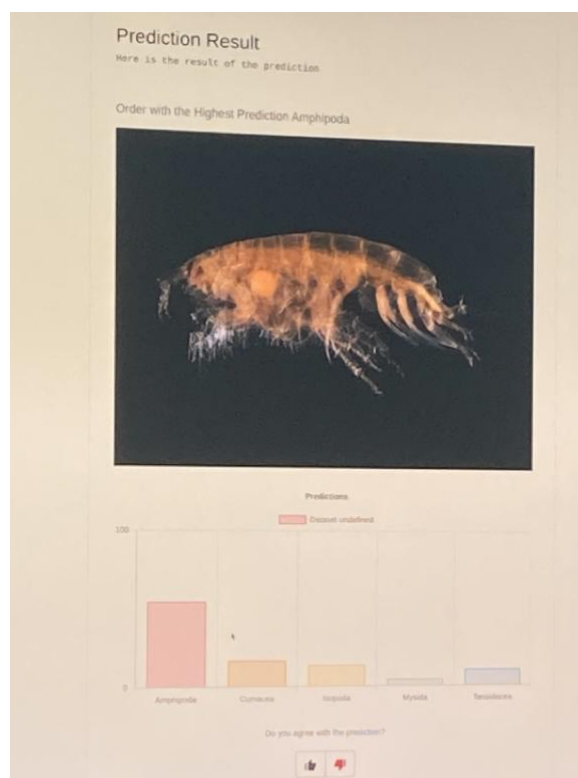 Prediction Result
Here is the result of the prediction
Order with the Highest Prediction Amphipoda
Predictions
Dataset undefined
100
0
Amphipoda Cumacea Isopoda Mysida
Do you agree with the prediction?